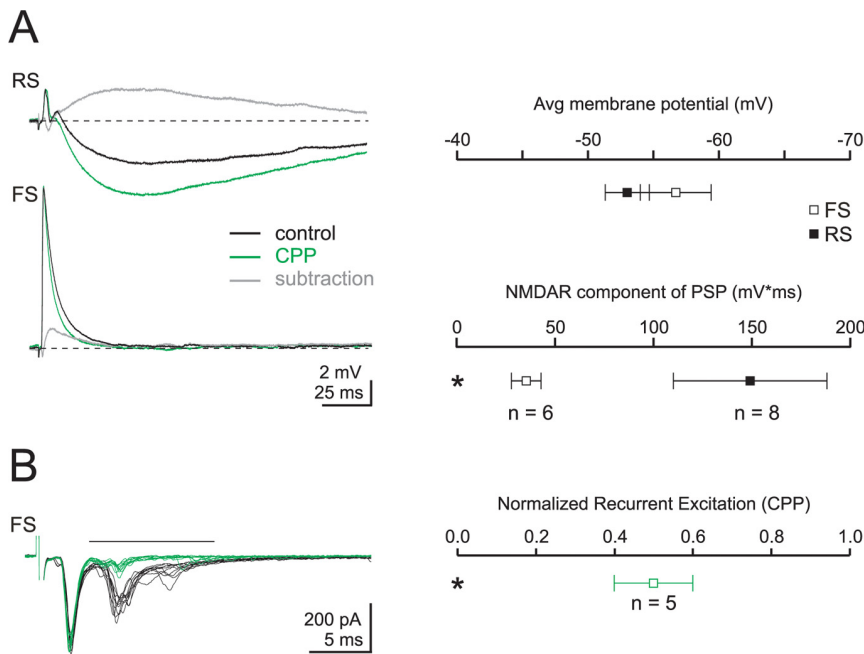 A
RS
FS
control
CPP
subtraction
2 mV
25 ms
Avg membrane potential (mV)
-40 -50 -60 -70
FS
RS
NMDAR component of PSP (mV*ms)
0 50 100 150 200
*
n = 6 n = 8
B
FS
200 pA
5 ms
Normalized Recurrent Excitation (CPP)
0.0 0.2 0.4 0.6 0.8 1.0
*
n = 5